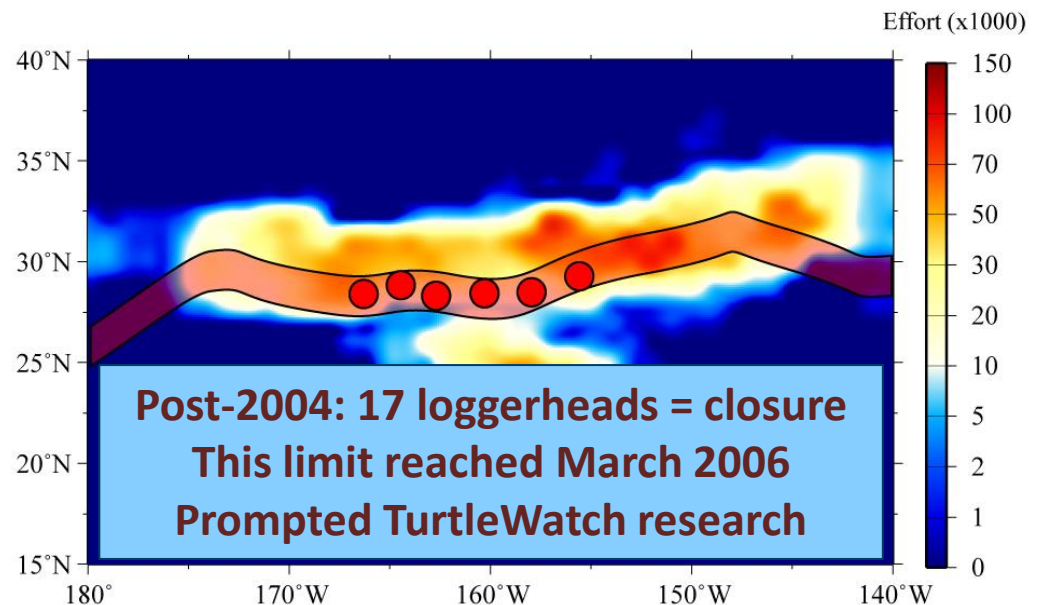 Effort (x1000)
40˚N
35˚N
30˚N
25˚N
20˚N
15˚N
180˚
170˚W
160˚W
150˚W
140˚W
150
100
70
50
30
20
10
5
2
1
0
Post-2004: 17 loggerheads = closure
This limit reached March 2006
Prompted TurtleWatch research